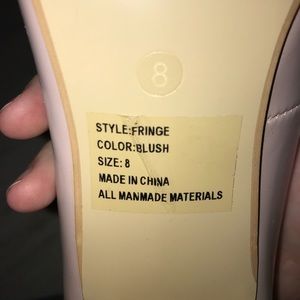 8
STYLE:FRINGE
COLOR:BLUSH
SIZE: 8
MADE IN CHINA
ALL MANMADE MATERIALS